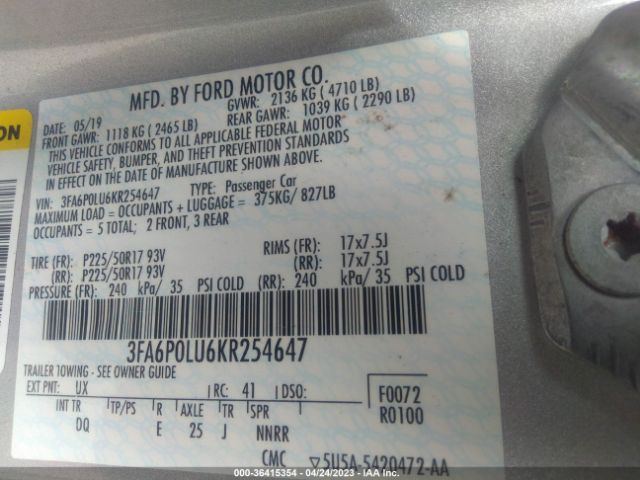 MFD. BY FORD MOTOR CO.
DATE: 05/19 GVWR: 2136 KG ( 4710 LB)
FRONT GAWR: 1118 KG ( 2465 LB) REAR GAWR: 1039 KG ( 2290 LB)
THIS VEHICLE CONFORMS TO ALL APPLICABLE FEDERAL MOTOR
VEHICLE SAFETY, BUMPER, AND THEFT PREVENTION STANDARDS
IN EFFECT ON THE DATE OF MANUFACTURE SHOWN ABOVE.
VIN: 3FA6P0LU6KR254647 TYPE: Passenger Car
MAXIMUM LOAD = OCCUPANTS + LUGGAGE = 375KG/ 827LB
OCCUPANTS = 5 TOTAL; 2 FRONT, 3 REAR
TIRE (FR): P225/50R17 93V RIMS (FR): 17x7.5J
(RR): P225/50R17 93V (RR): 17x7.5J
PRESSURE (FR): 240 kPa/ 35 PSI COLD (RR): 240 kPa/ 35 PSI COLD
3FA6P0LU6KR254647
TRAILER TOWING - SEE OWNER GUIDE
EXT PNT: UX RC: 41 DSO: F0072
INT TR TP/PS R AXLE TR SPR R0100
DQ E 25 J NNRR
CMC ▽5U5A-5420472-AA
000-36415354 - 04/24/2023 - IAAI.COM